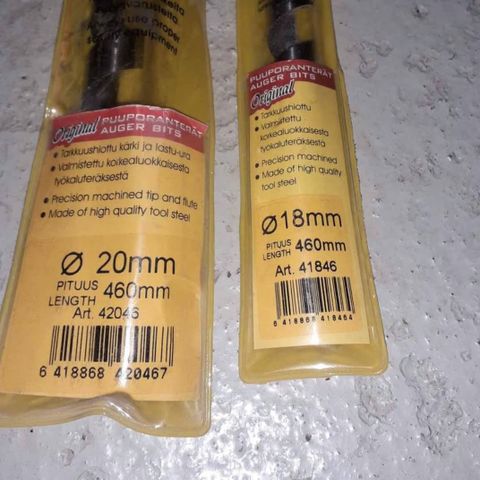 use proper
equipment
Original PUUPORANTERÄT
AUGER BITS
• Tarkkuushiottu kärki ja lastu-ura
• Valmistettu korkealuokkaisesta
työkaluteräksestä
• Precision machined tip and flute
• Made of high quality tool steel
Ø 20mm
PITUUS
LENGTH 460mm
Art. 42046
6 418868 420467
PUUPORANTERÄT
AUGER BITS
Original
• Tarkkuushiottu
• Valmistettu
korkealuokkaisesta
työkaluteräksestä
• Precision machined
• Made of high quality
tool steel
Ø18mm
PITUUS
LENGTH 460mm
Art. 41846
6 418868 418464